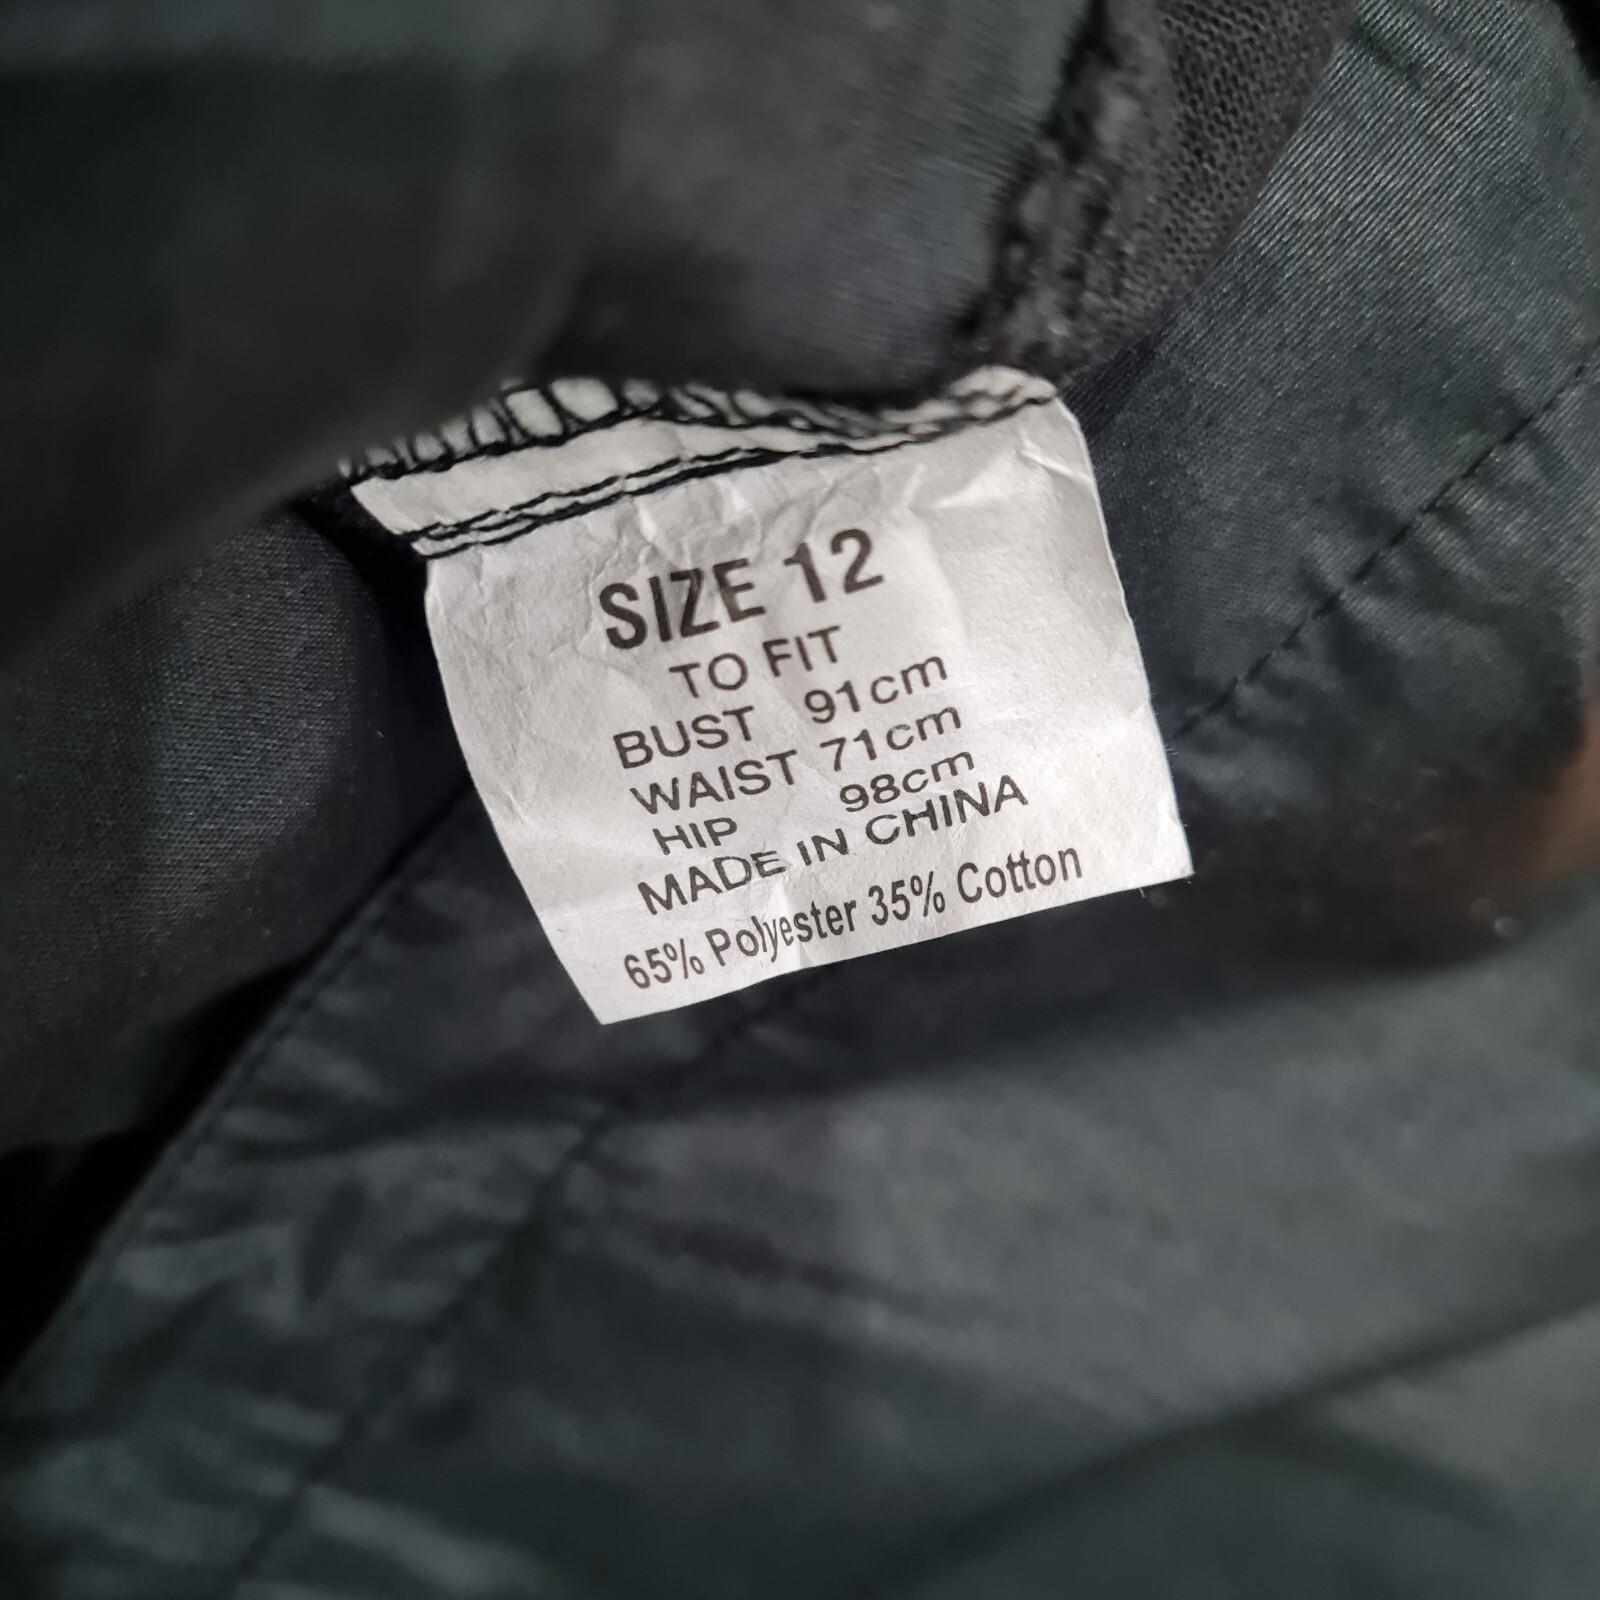 SIZE 12
TO FIT
BUST 91cm
WAIST 71cm
HIP 98cm
MADE IN CHINA
65% Polyester 35% Cotton